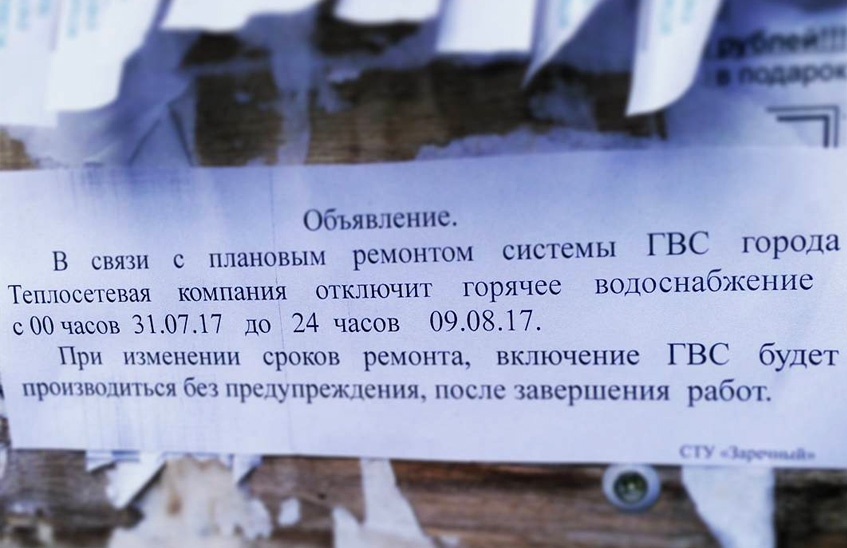 рублей!!!
в подарок
Объявление.
В связи с плановым ремонтом системы ГВС города
Теплосетевая компания отключит горячее водоснабжение
с 00 часов 31.07.17 до 24 часов 09.08.17.
При изменении сроков ремонта, включение ГВС будет
производиться без предупреждения, после завершения работ.
СТУ «Заречный»